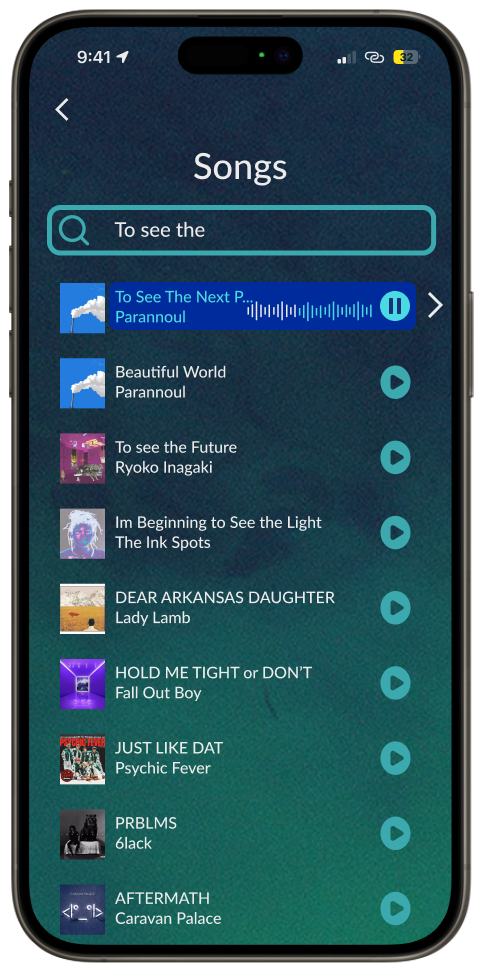 9:41
32
Songs
To see the
To See The Next P...
Parannoul
Beautiful World
Parannoul
To see the Future
Ryoko Inagaki
Im Beginning to See the Light
The Ink Spots
DEAR ARKANSAS DAUGHTER
Lady Lamb
HOLD ME TIGHT or DON'T
Fall Out Boy
PSYCHIC FEVER
JUST LIKE DAT
Psychic Fever
PRBLMS
6lack
<|°_°|>
AFTERMATH
Caravan Palace